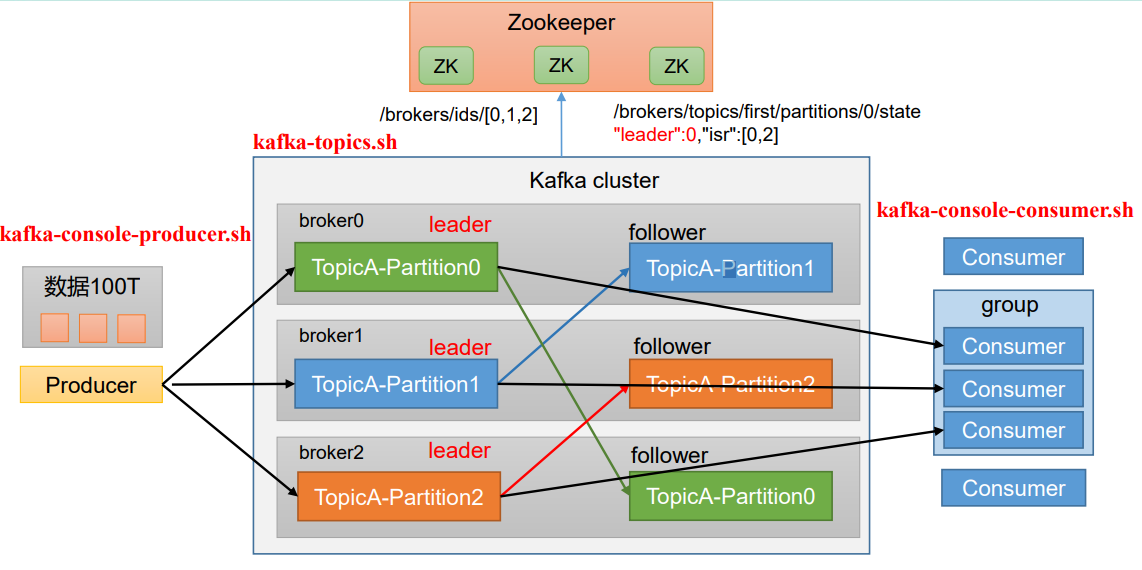 Zookeeper
ZK
ZK
ZK
/brokers/ids/[0,1,2]
/brokers/topics/first/partitions/0/state
"leader":0,"isr":[0,2]
kafka-topics.sh
Kafka cluster
kafka-console-producer.sh
kafka-console-consumer.sh
数据100T
Producer
broker0
leader
TopicA-Partition0
follower
TopicA-Partition1
broker1
leader
TopicA-Partition1
follower
TopicA-Partition2
broker2
leader
TopicA-Partition2
follower
TopicA-Partition0
Consumer
group
Consumer
Consumer
Consumer
Consumer